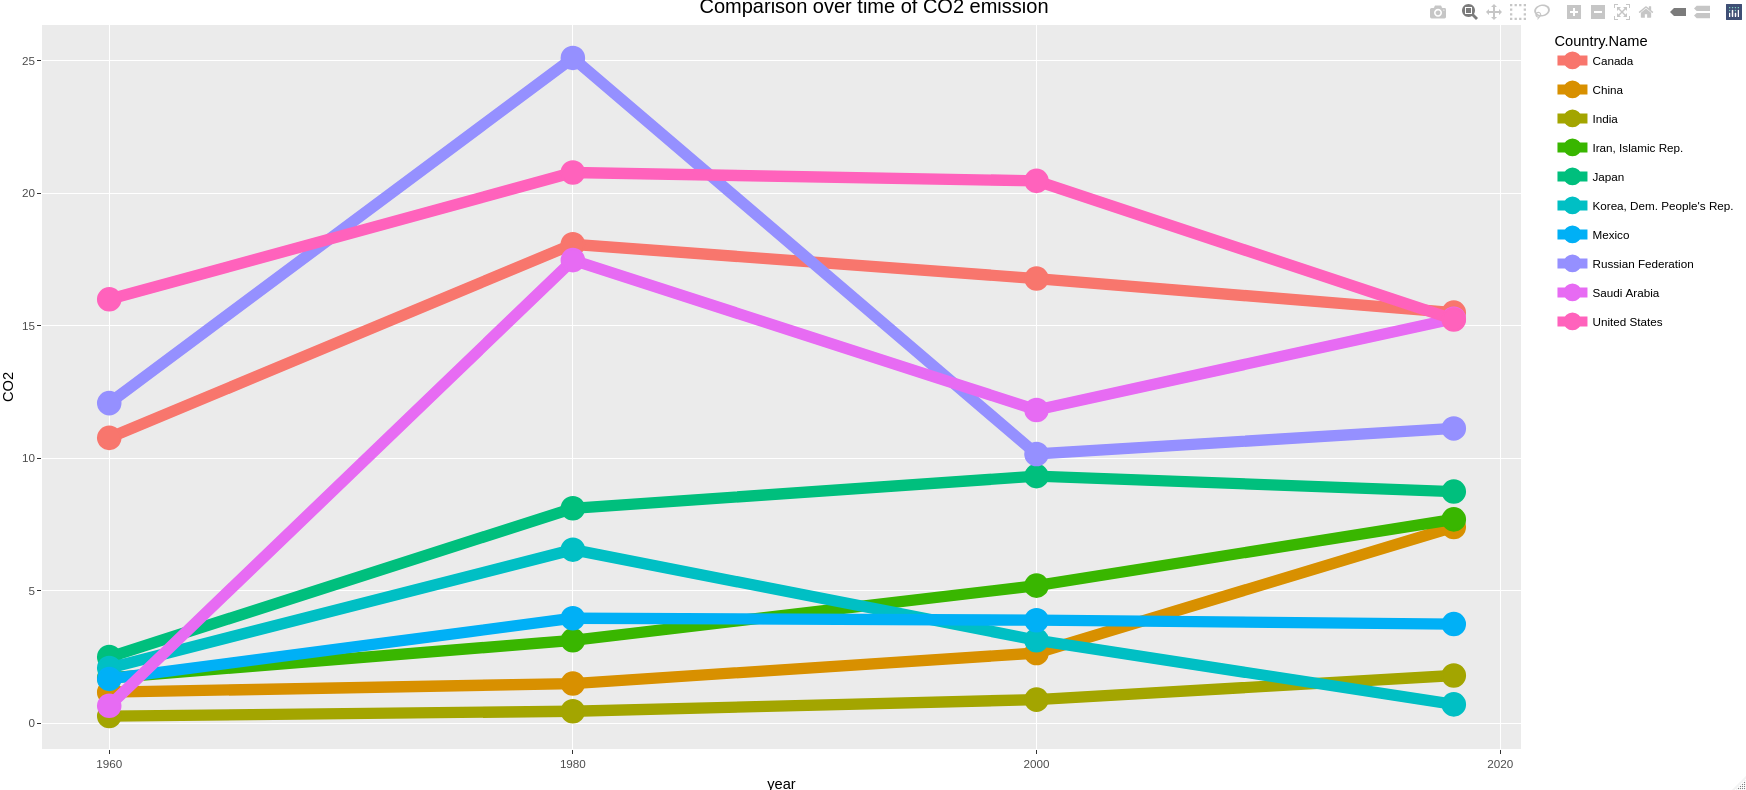 Comparison over time of CO2 emission
25
20
15
10
5
0
CO2
1960
1980
2000
2020
year
Country.Name
Canada
China
India
Iran, Islamic Rep.
Japan
Korea, Dem. People's Rep.
Mexico
Russian Federation
Saudi Arabia
United States